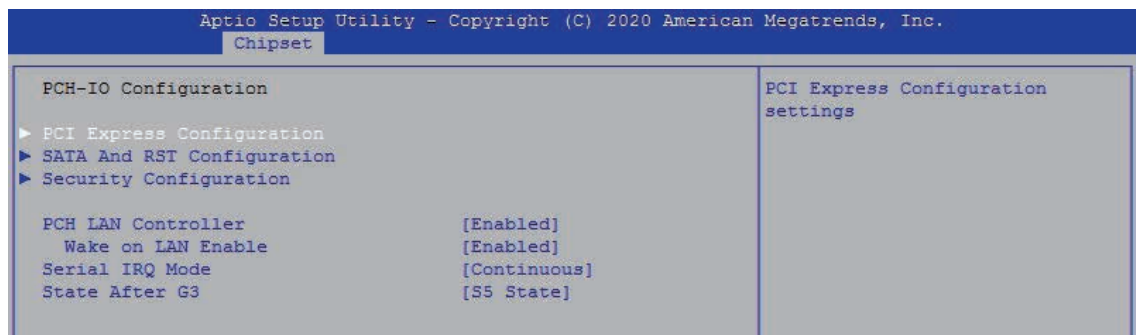 Aptio Setup Utility – Copyright (C) 2020 American Megatrends, Inc.
Chipset
PCH-IO Configuration
PCI Express Configuration
SATA And RST Configuration
Security Configuration
PCH LAN Controller [Enabled]
Wake on LAN Enable [Enabled]
Serial IRQ Mode [Continuous]
State After G3 [S5 State]
PCI Express Configuration
settings